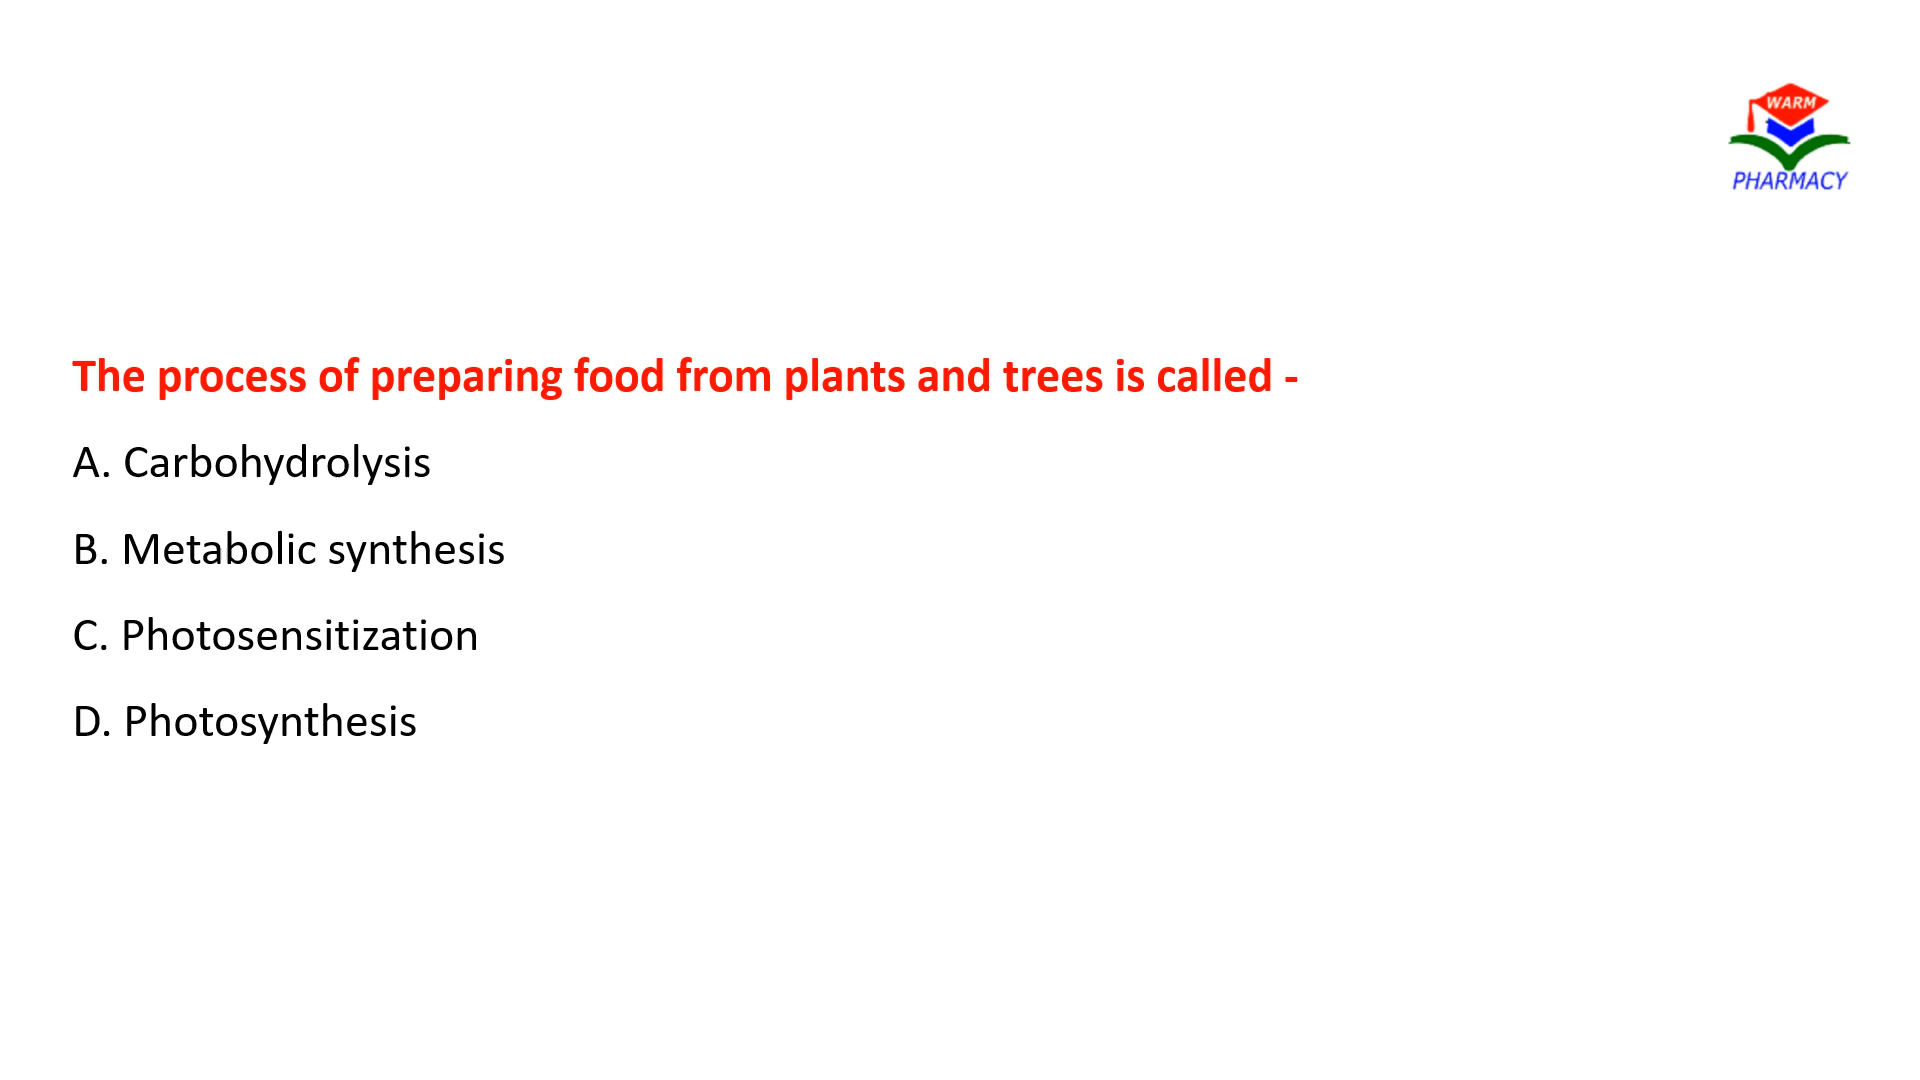 WARM
PHARMACY
The process of preparing food from plants and trees is called -
A. Carbohydrolysis
B. Metabolic synthesis
C. Photosensitization
D. Photosynthesis